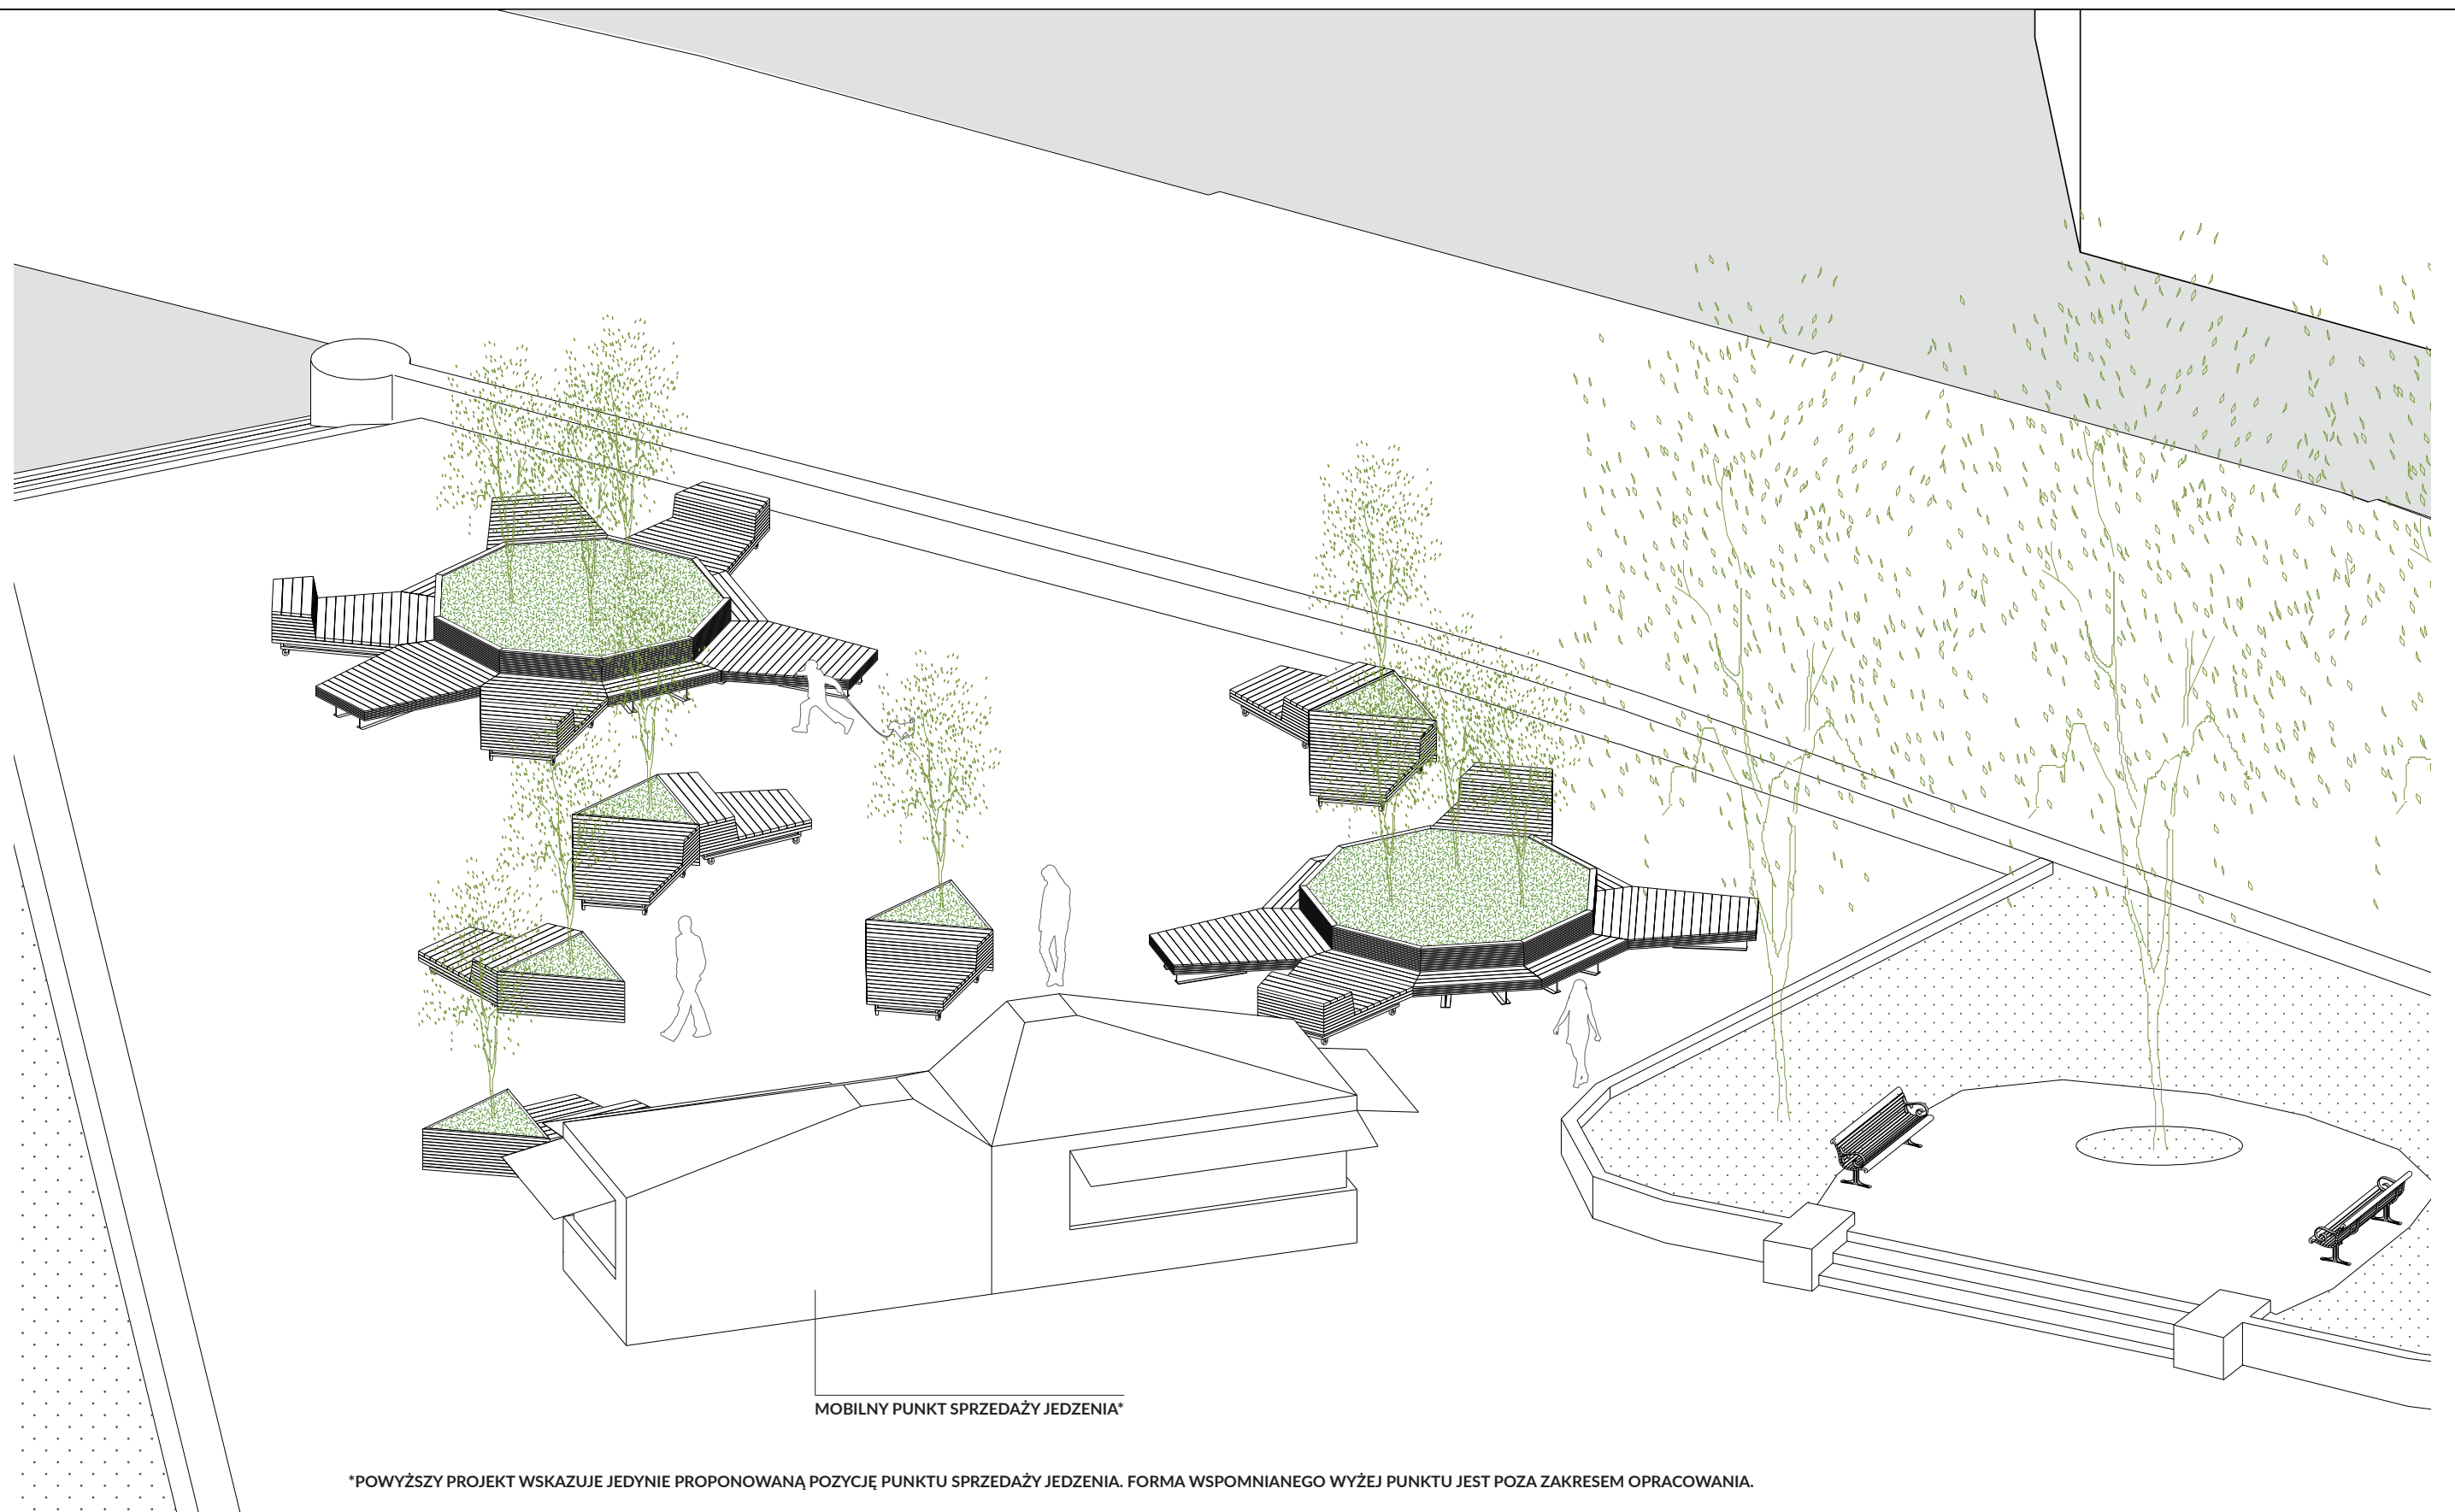 MOBILNY PUNKT SPRZEDAŻY JEDZENIA*
*POWYŻSZY PROJEKT WSKAZUJE JEDYNIE PROPONOWANĄ POZYCJĘ PUNKTU SPRZEDAŻY JEDZENIA. FORMA WSPOMNIANEGO WYŻEJ PUNKTU JEST POZA ZAKRESEM OPRACOWANIA.